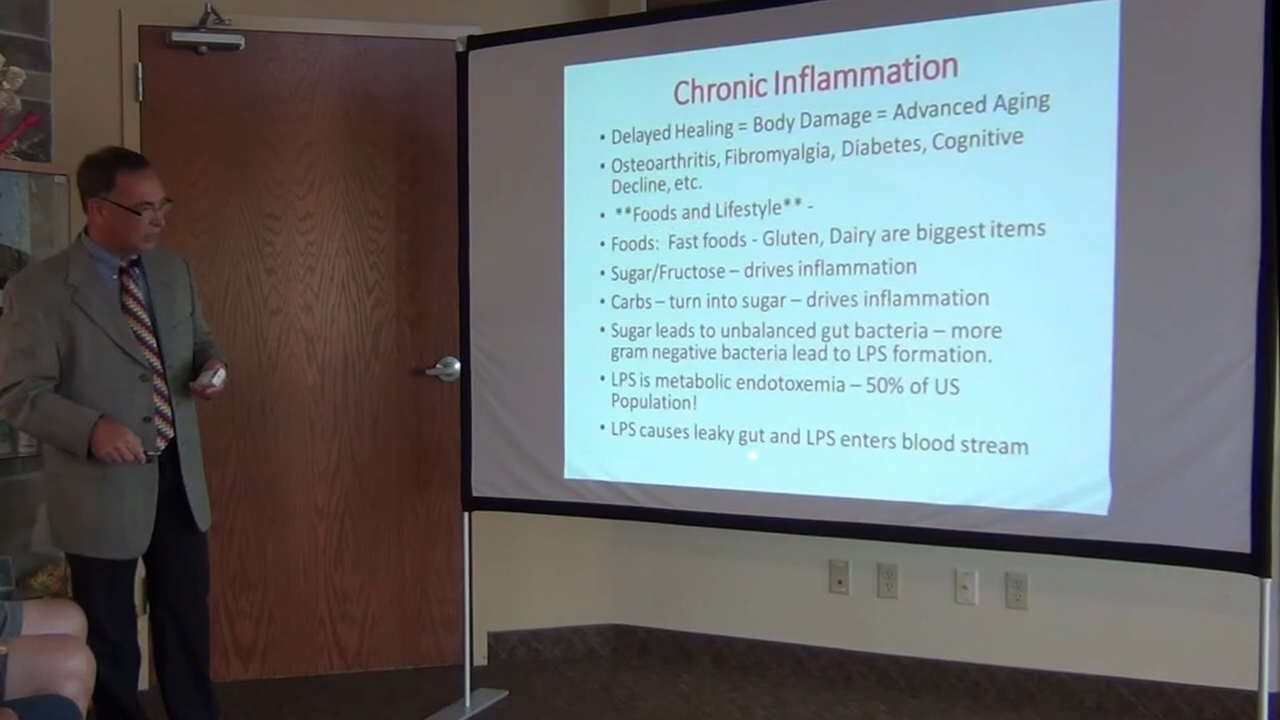 Chronic Inflammation
• Delayed Healing = Body Damage = Advanced Aging
• Osteoarthritis, Fibromyalgia, Diabetes, Cognitive
Decline, etc.
• **Foods and Lifestyle** -
• Foods: Fast foods - Gluten, Dairy are biggest items
• Sugar/Fructose – drives inflammation
• Carbs – turn into sugar – drives inflammation
• Sugar leads to unbalanced gut bacteria – more
gram negative bacteria lead to LPS formation.
• LPS is metabolic endotoxemia – 50% of US
Population!
• LPS causes leaky gut and LPS enters blood stream